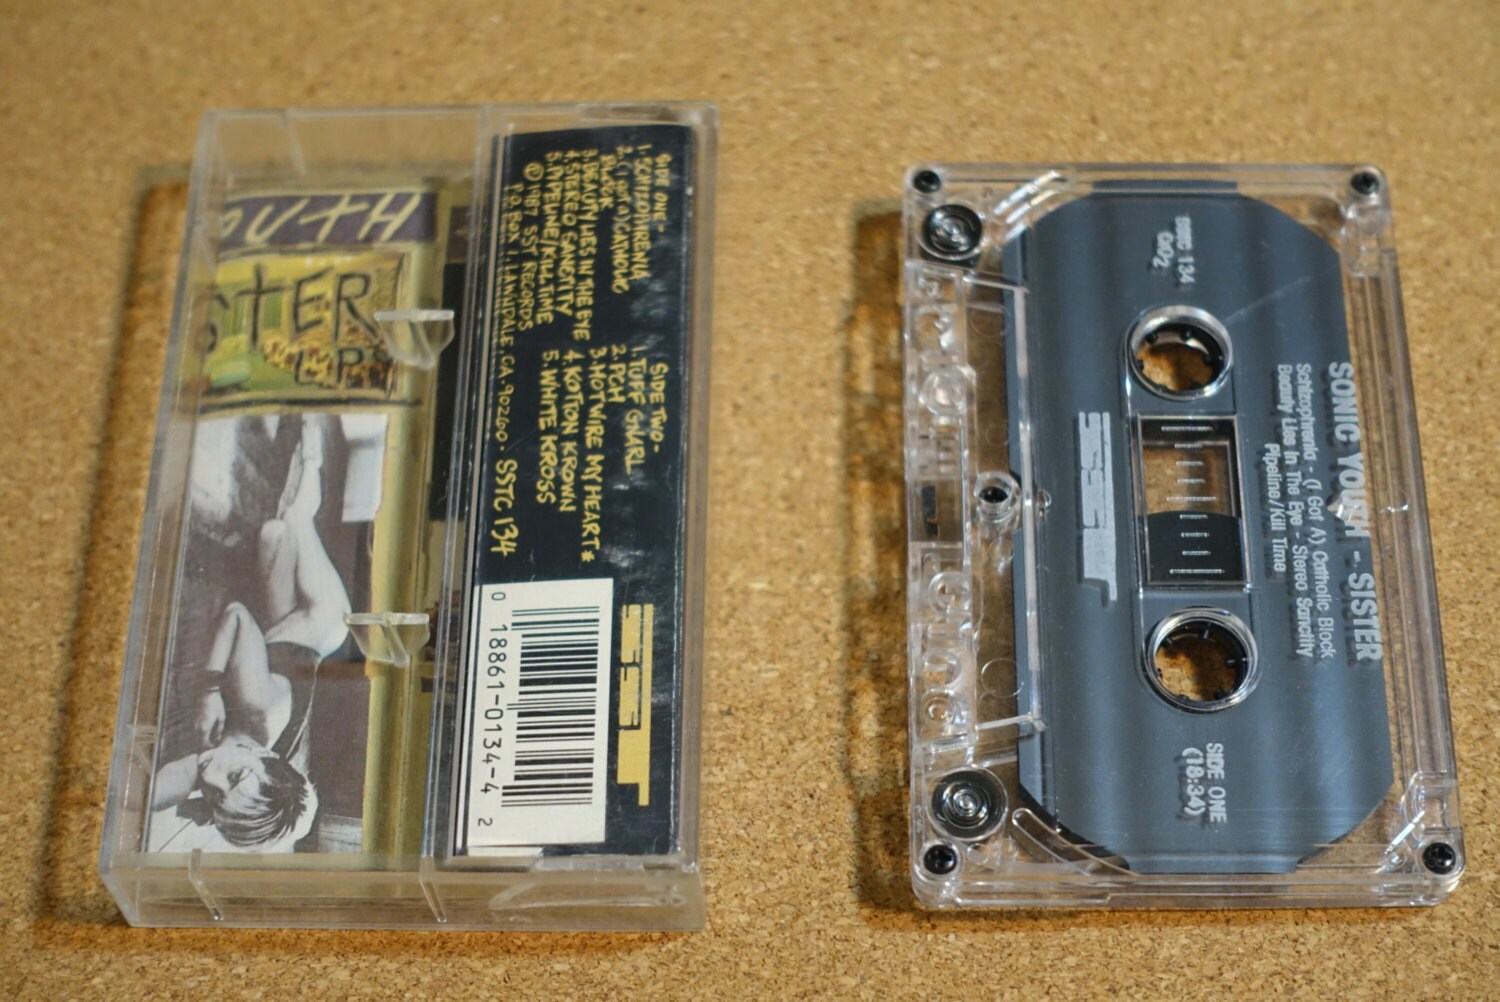 OUTH
STER
SIDE ONE-
1. SCHIZOPHRENIA
2. (I GOT A) CATHOLIC
BLOCK
3. BEAUTY LIES IN THE EYE
4. STEREO SANCTITY
5. PIPELINE/KILL TIME
SIDE TWO-
1. TUFF GNARL
2. PCH
3. HOTWIRE MY HEART*
4. KOTTON KROWN
5. WHITE KROSS
© 1987 SST RECORDS
P.O. BOX 1, LAWNDALE, CA. 90260. SSTC 134
SST
0 18861-0134-4 2
SONIC YOUTH - SISTER
Schizophrenia - (I Got A) Catholic Block
Beauty Lies In The Eye - Stereo Sanctity
Pipeline/Kill Time
SSTC 134
CrO2
SST
SIDE ONE
(18:34)